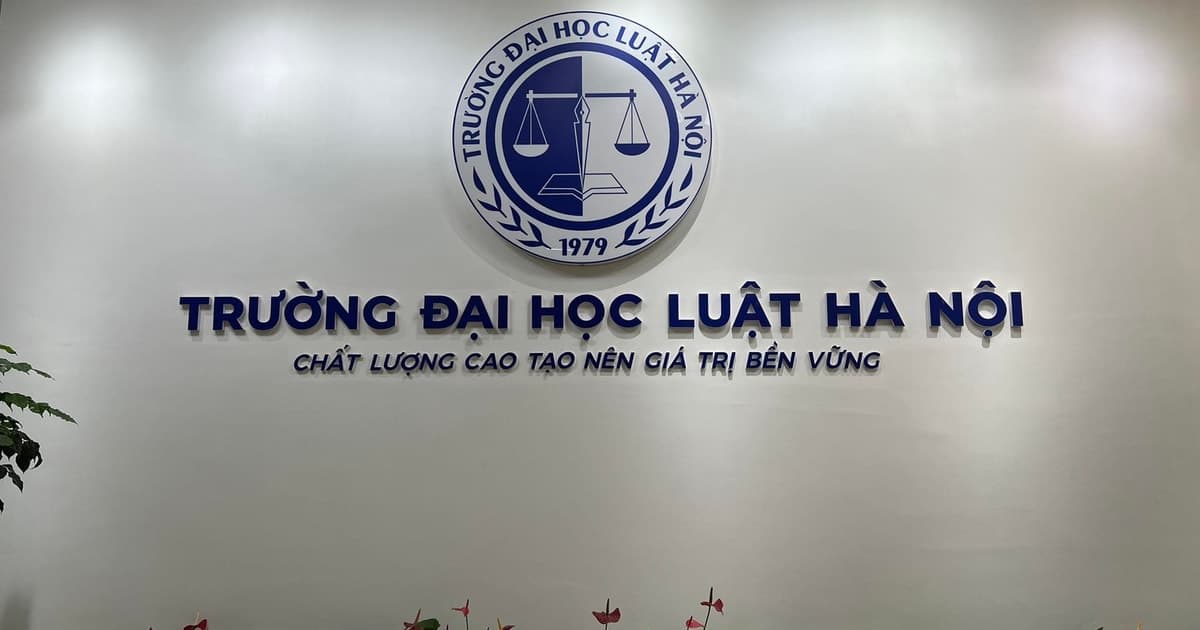 TRƯỜNG ĐẠI HỌC LUẬT HÀ NỘI
1979
TRƯỜNG ĐẠI HỌC LUẬT HÀ NỘI
CHẤT LƯỢNG CAO TẠO NÊN GIÁ TRỊ BỀN VỮNG